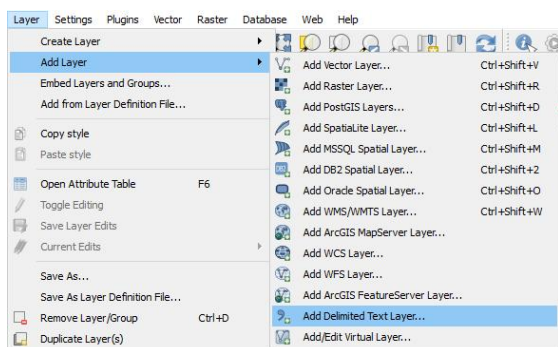 Layer Settings Plugins Vector Raster Database Web Help
Create Layer
Add Layer
Embed Layers and Groups...
Add from Layer Definition File...
Copy style
Paste style
Open Attribute Table F6
Toggle Editing
Save Layer Edits
Current Edits
Save As...
Save As Layer Definition File...
Remove Layer/Group Ctrl+D
Duplicate Layer(s)
Add Vector Layer... Ctrl+Shift+V
Add Raster Layer... Ctrl+Shift+R
Add PostGIS Layers... Ctrl+Shift+D
Add SpatiaLite Layer... Ctrl+Shift+L
Add MSSQL Spatial Layer... Ctrl+Shift+M
Add DB2 Spatial Layer... Ctrl+Shift+2
Add Oracle Spatial Layer... Ctrl+Shift+O
Add WMS/WMTS Layer... Ctrl+Shift+W
Add ArcGIS MapServer Layer...
Add WCS Layer...
Add WFS Layer...
Add ArcGIS FeatureServer Layer...
Add Delimited Text Layer...
Add/Edit Virtual Layer...